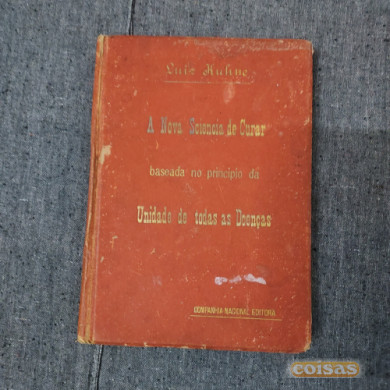 Luiz Kuhne
A Nova Sciencia de Curar
baseada no principio da
Unidade de todas as Doenças
COMPANHIA NACIONAL EDITORA
coisas